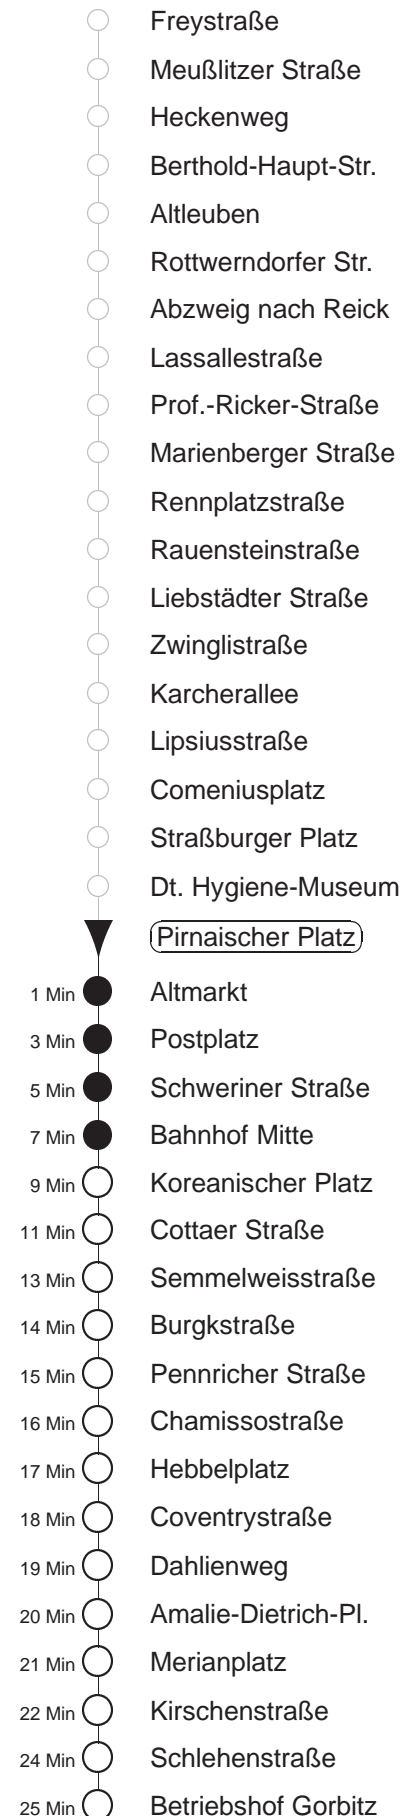 Freystraße
Meußlitzer Straße
Heckenweg
Berthold-Haupt-Str.
Altleuben
Rottwerndorfer Str.
Abzweig nach Reick
Lassallestraße
Prof.-Ricker-Straße
Marienberger Straße
Rennplatzstraße
Rauensteinstraße
Liebstädter Straße
Zwinglistraße
Karcherallee
Lipsiusstraße
Comeniusplatz
Straßburger Platz
Dt. Hygiene-Museum
Pirnaischer Platz
1 Min Altmarkt
3 Min Postplatz
5 Min Schweriner Straße
7 Min Bahnhof Mitte
9 Min Koreanischer Platz
11 Min Cottaer Straße
13 Min Semmelweisstraße
14 Min Burgkstraße
15 Min Pennricher Straße
16 Min Chamissostraße
17 Min Hebbelplatz
18 Min Coventrystraße
19 Min Dahlienweg
20 Min Amalie-Dietrich-Pl.
21 Min Merianplatz
22 Min Kirschenstraße
24 Min Schlehenstraße
25 Min Betriebshof Gorbitz